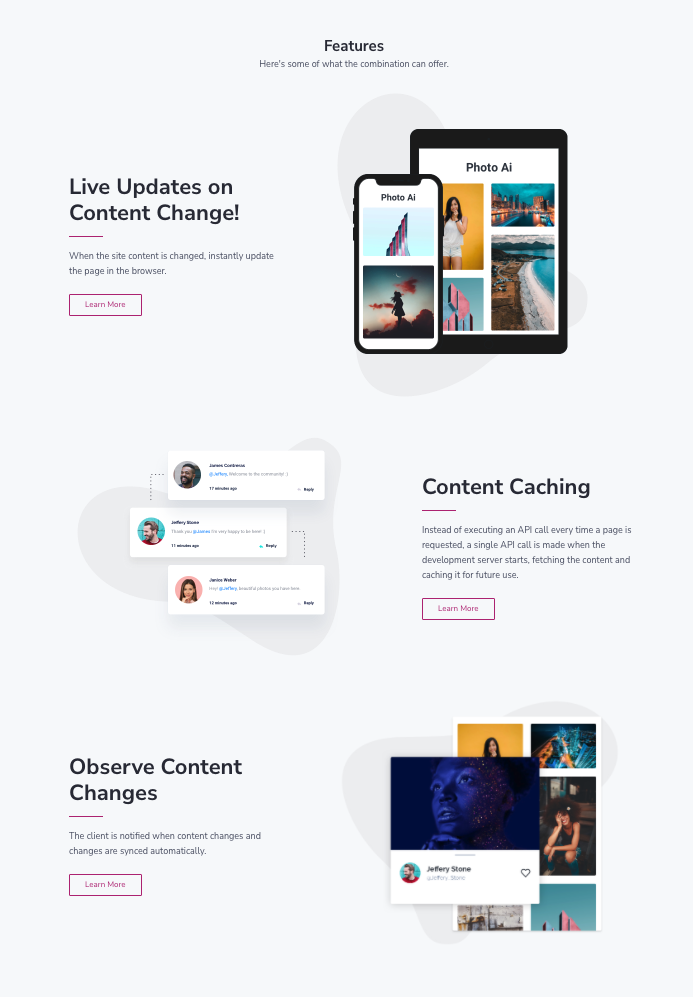 Features
Here's some of what the combination can offer.
Live Updates on
Content Change!
When the site content is changed, instantly update
the page in the browser.
Learn More
Photo Ai
Photo Ai
James Contreras
@Jeffery, Welcome to the community! :)
17 minutes ago
Reply
Jeffery Stone
Thank you @James I'm very happy to be here! :)
11 minutes ago
Reply
Janice Weber
Hey! @Jeffery, beautiful photos you have here
12 minutes ago
Reply
Content Caching
Instead of executing an API call every time a page is
requested, a single API call is made when the
development server starts, fetching the content and
caching it for future use.
Learn More
Observe Content
Changes
The client is notified when content changes and
changes are synced automatically.
Learn More
Jeffery Stone
@Jeffery_Stone